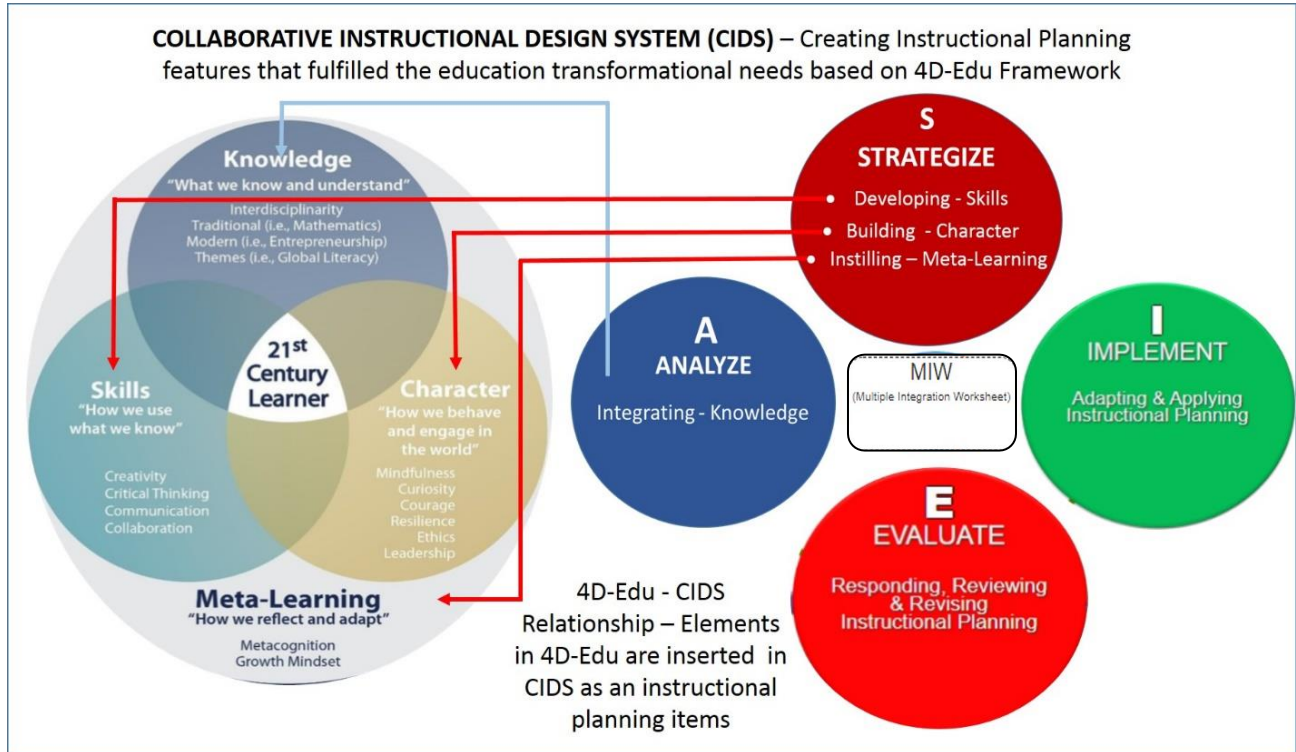 COLLABORATIVE INSTRUCTIONAL DESIGN SYSTEM (CIDS) – Creating Instructional Planning
features that fulfilled the education transformational needs based on 4D-Edu Framework
Knowledge
"What we know and understand"
Interdisciplinarity
Traditional (i.e., Mathematics)
Modern (i.e., Entrepreneurship)
Themes (i.e., Global Literacy)
21st
Century
Learner
Skills
"How we use
what we know"
Creativity
Critical Thinking
Communication
Collaboration
Character
"How we behave
and engage in
the world"
Mindfulness
Curiosity
Courage
Resilience
Ethics
Leadership
Meta-Learning
"How we reflect and adapt"
Metacognition
Growth Mindset
S
STRATEGIZE
• Developing - Skills
• Building - Character
• Instilling – Meta-Learning
A
ANALYZE
Integrating - Knowledge
MIW
(Multiple Integration Worksheet)
I
IMPLEMENT
Adapting & Applying
Instructional Planning
E
EVALUATE
Responding, Reviewing
& Revising
Instructional Planning
4D-Edu - CIDS
Relationship – Elements
in 4D-Edu are inserted in
CIDS as an instructional
planning items